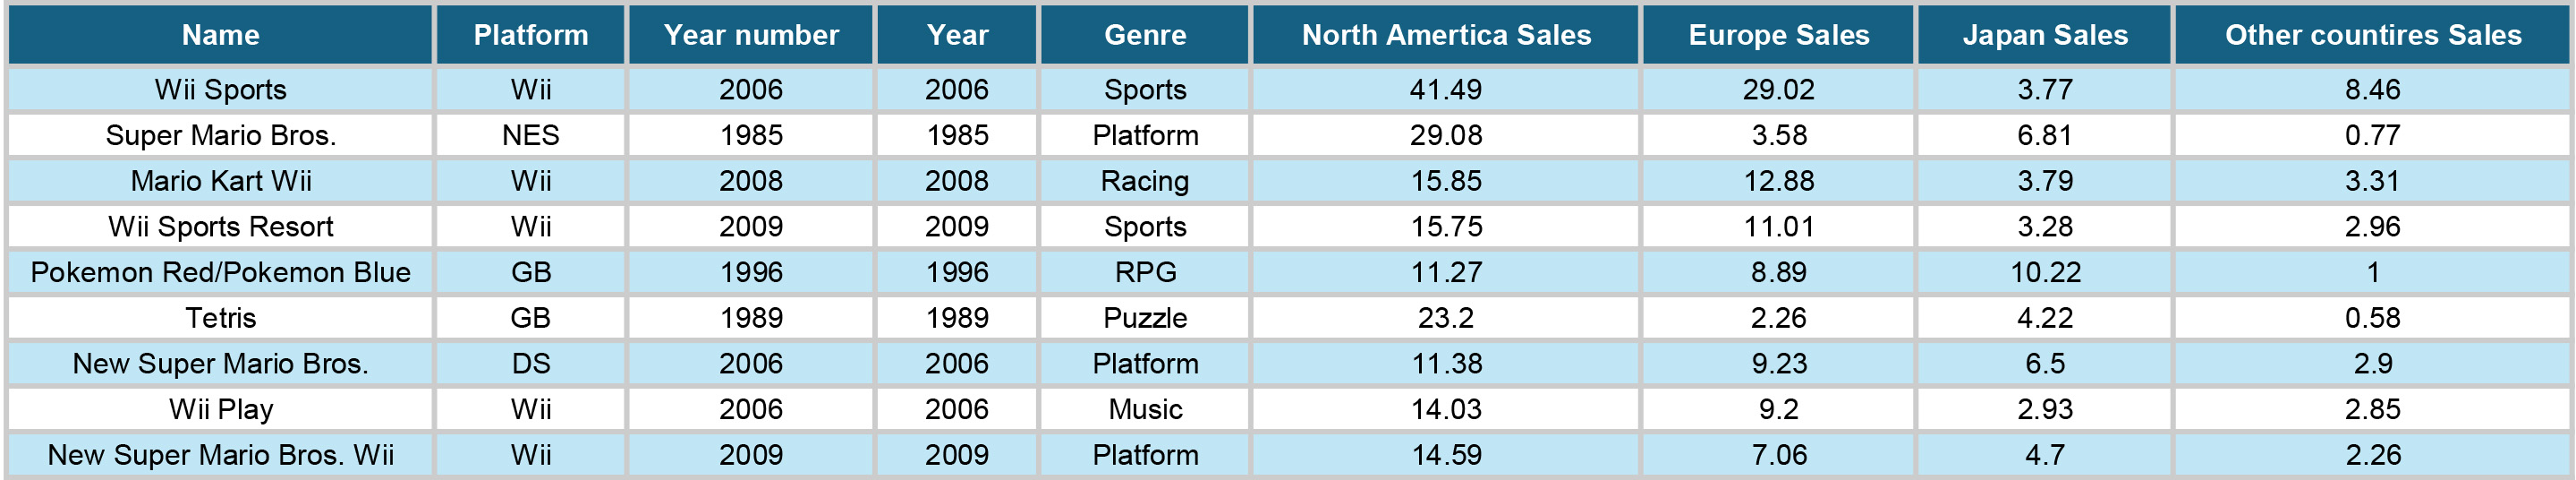 Name Platform Year number Year Genre North Amertica Sales Europe Sales Japan Sales Other countires Sales
Wii Sports Wii 2006 2006 Sports 41.49 29.02 3.77 8.46
Super Mario Bros. NES 1985 1985 Platform 29.08 3.58 6.81 0.77
Mario Kart Wii Wii 2008 2008 Racing 15.85 12.88 3.79 3.31
Wii Sports Resort Wii 2009 2009 Sports 15.75 11.01 3.28 2.96
Pokemon Red/Pokemon Blue GB 1996 1996 RPG 11.27 8.89 10.22 1
Tetris GB 1989 1989 Puzzle 23.2 2.26 4.22 0.58
New Super Mario Bros. DS 2006 2006 Platform 11.38 9.23 6.5 2.9
Wii Play Wii 2006 2006 Music 14.03 9.2 2.93 2.85
New Super Mario Bros. Wii Wii 2009 2009 Platform 14.59 7.06 4.7 2.26